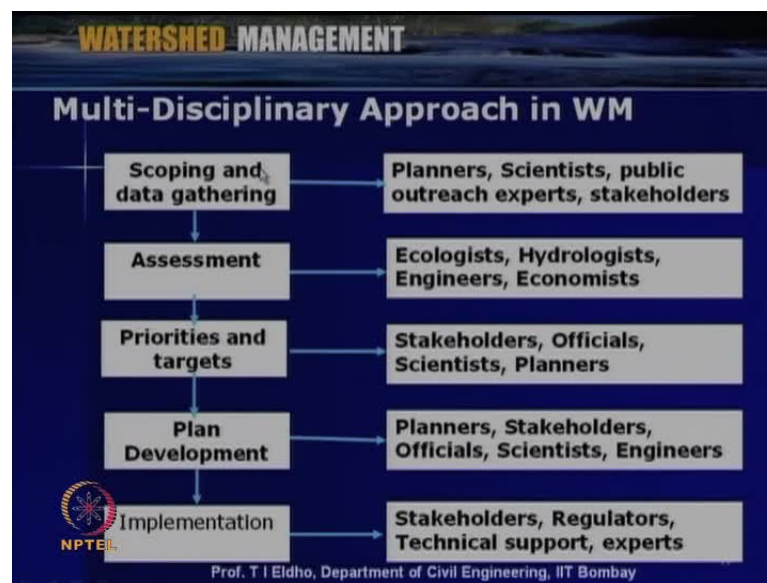 WATERSHED MANAGEMENT
Multi-Disciplinary Approach in WM
Scoping and
data gathering
Planners, Scientists, public
outreach experts, stakeholders
Assessment
Ecologists, Hydrologists,
Engineers, Economists
Priorities and
targets
Stakeholders, Officials,
Scientists, Planners
Plan
Development
Planners, Stakeholders,
Officials, Scientists, Engineers
Implementation
Stakeholders, Regulators,
Technical support, experts
NPTEL
Prof. T I Eldho, Department of Civil Engineering, IIT Bombay